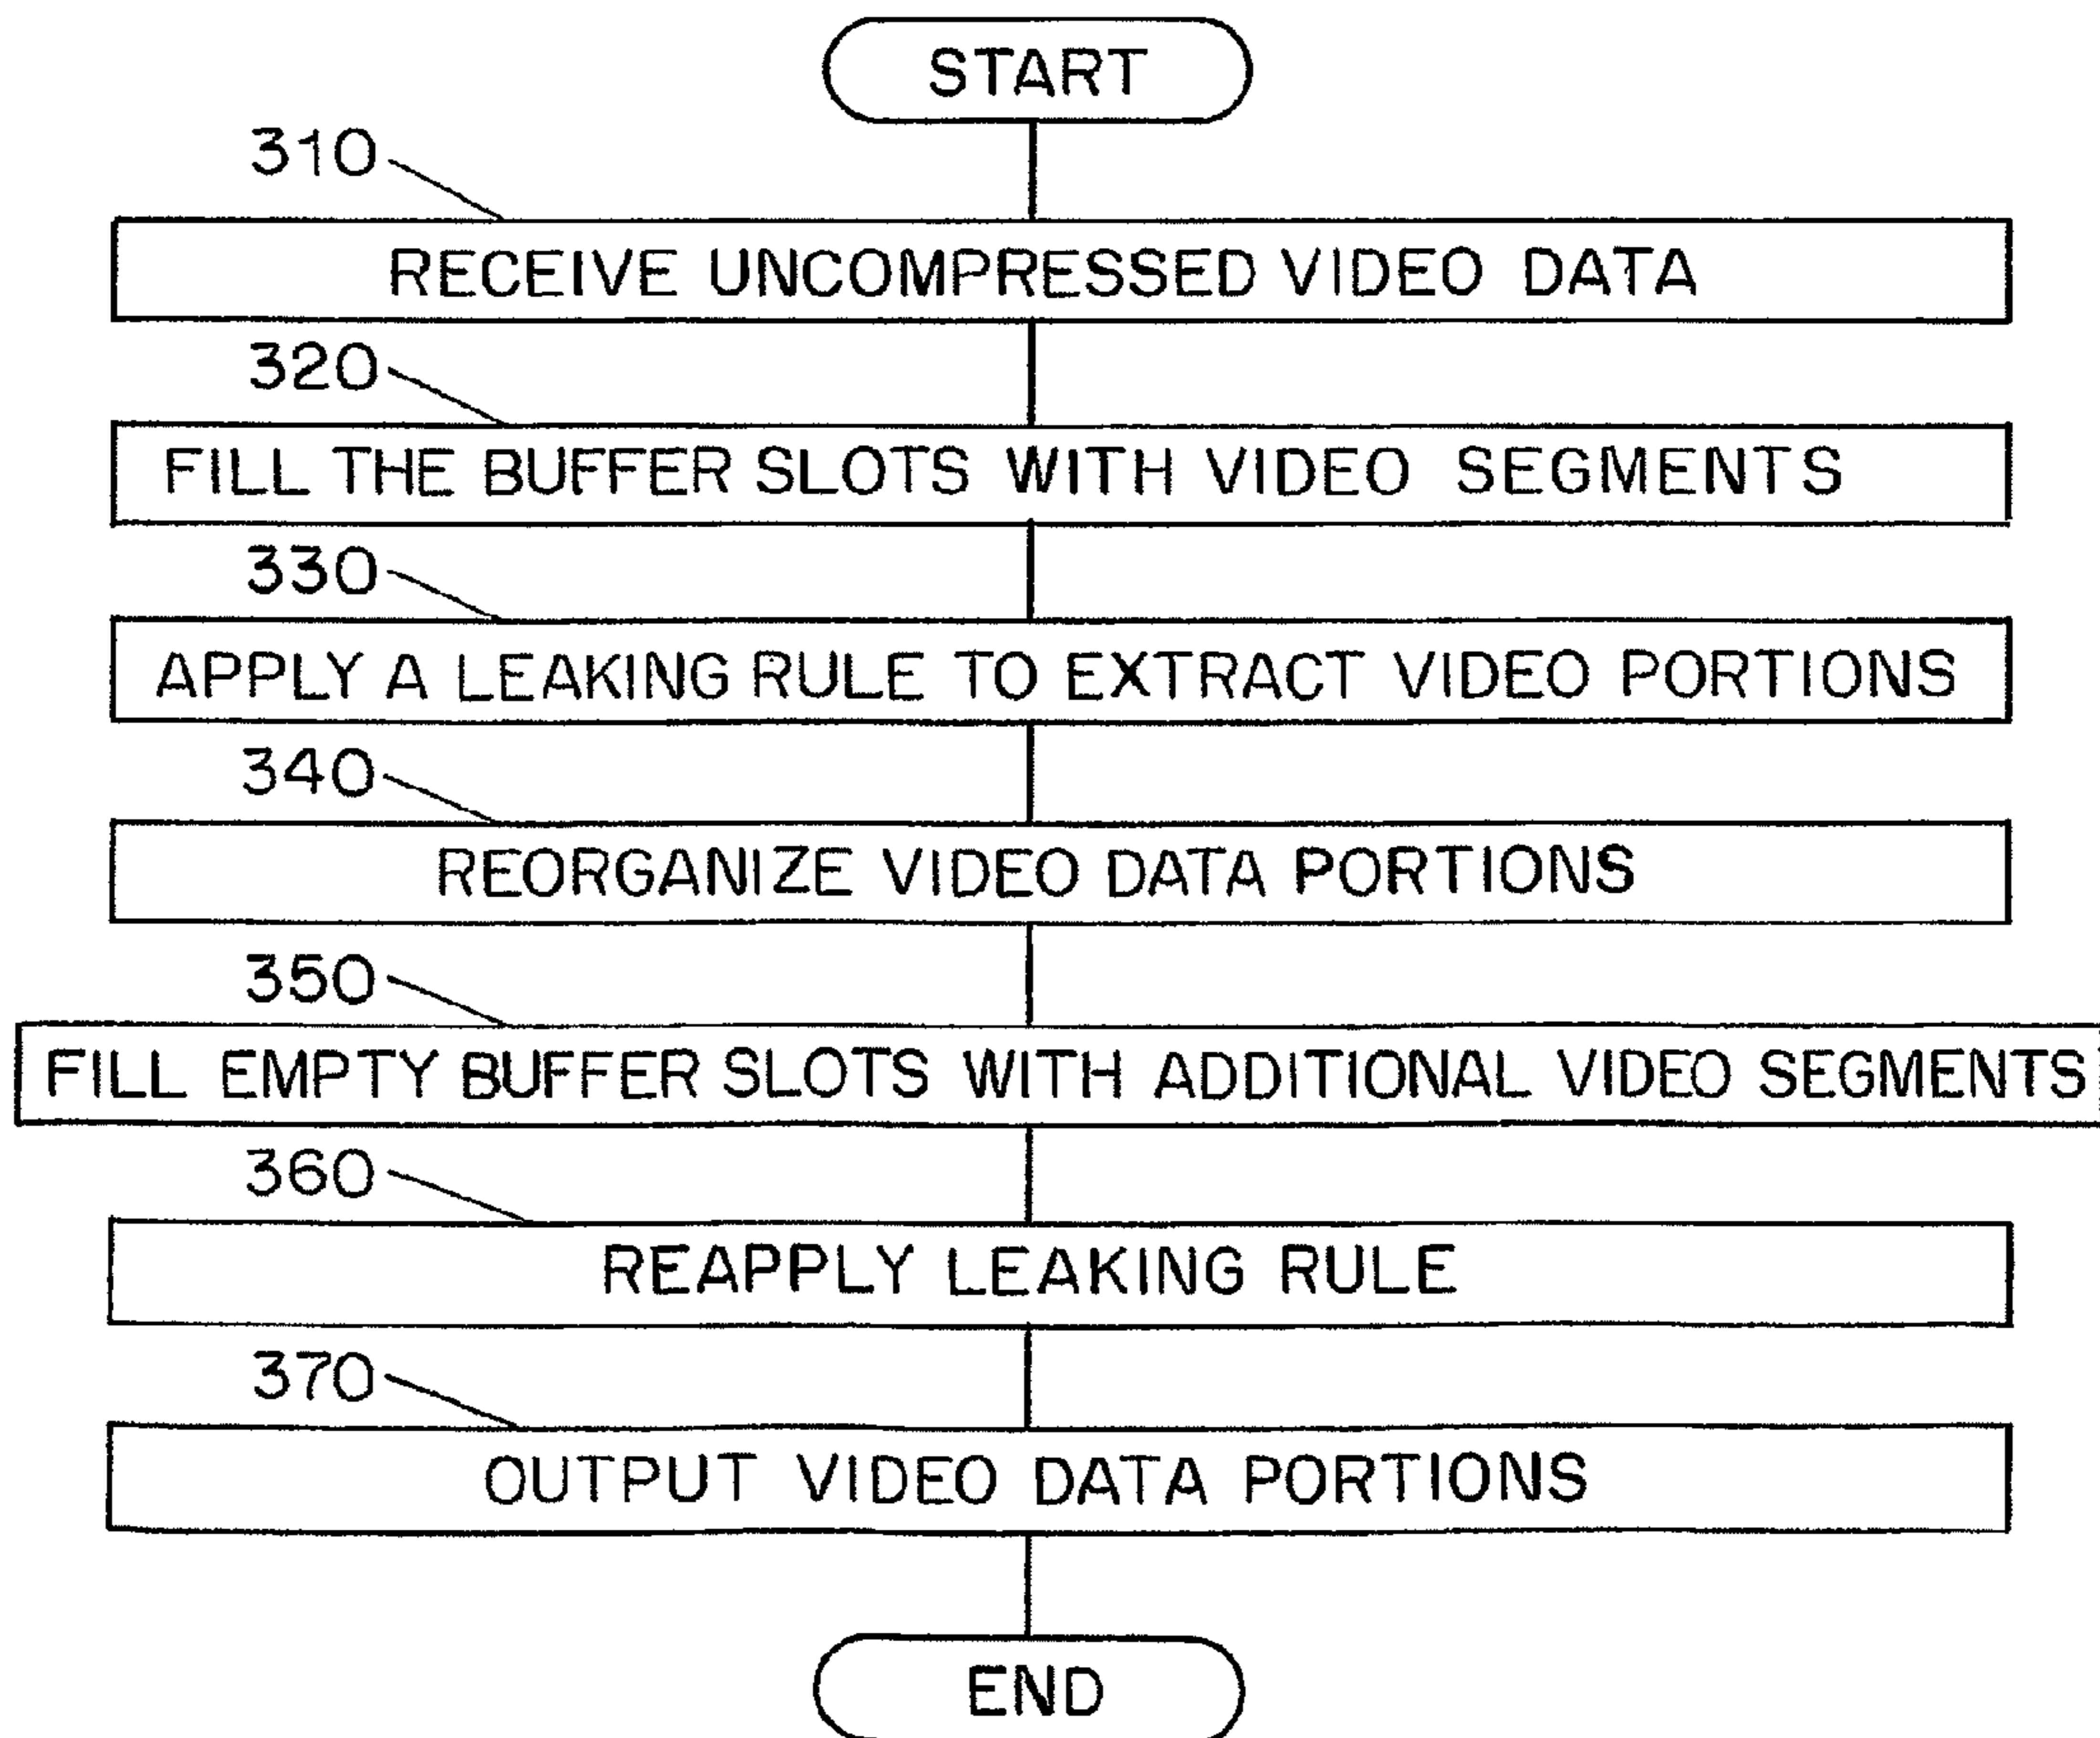 START
310
RECEIVE UNCOMPRESSED VIDEO DATA
320
FILL THE BUFFER SLOTS WITH VIDEO SEGMENTS
330
APPLY A LEAKING RULE TO EXTRACT VIDEO PORTIONS
340
REORGANIZE VIDEO DATA PORTIONS
350
FILL EMPTY BUFFER SLOTS WITH ADDITIONAL VIDEO SEGMENTS
360
REAPPLY LEAKING RULE
370
OUTPUT VIDEO DATA PORTIONS
END